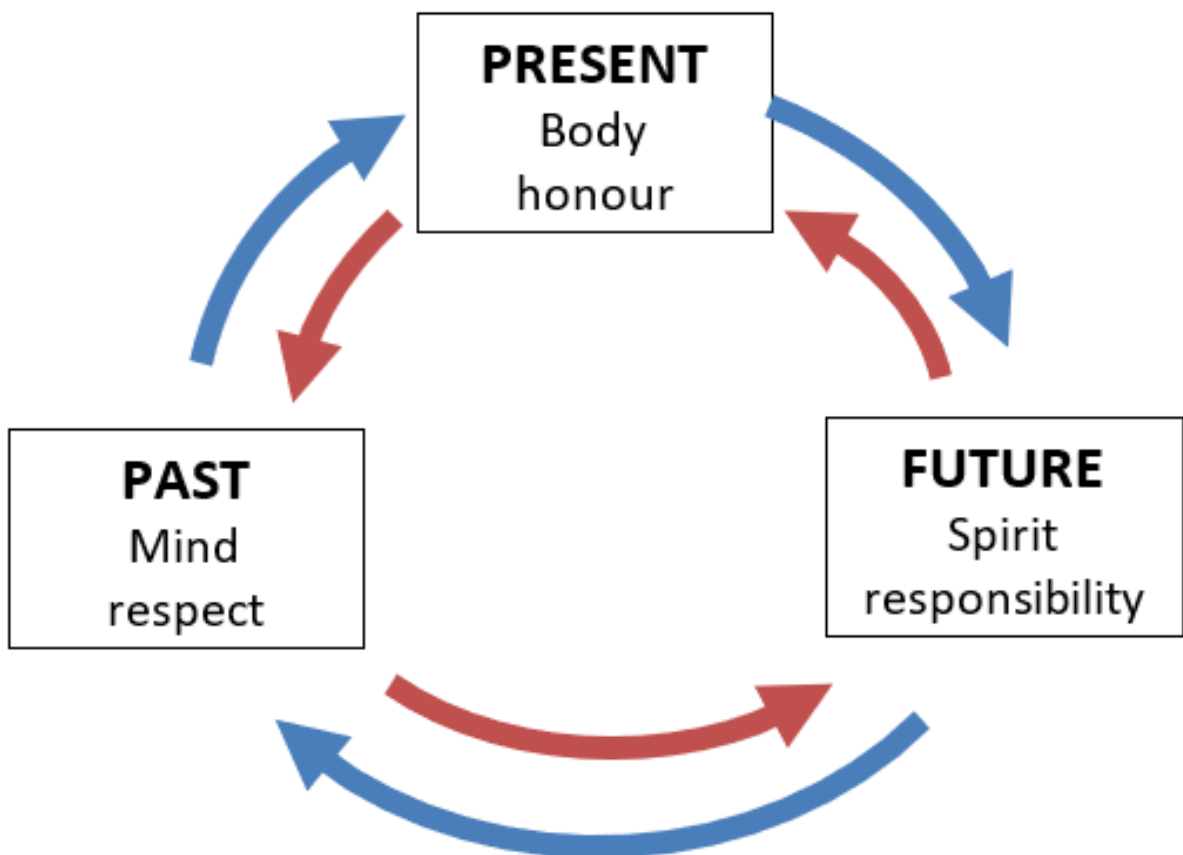 PRESENT
Body
honour
PAST
Mind
respect
FUTURE
Spirit
responsibility